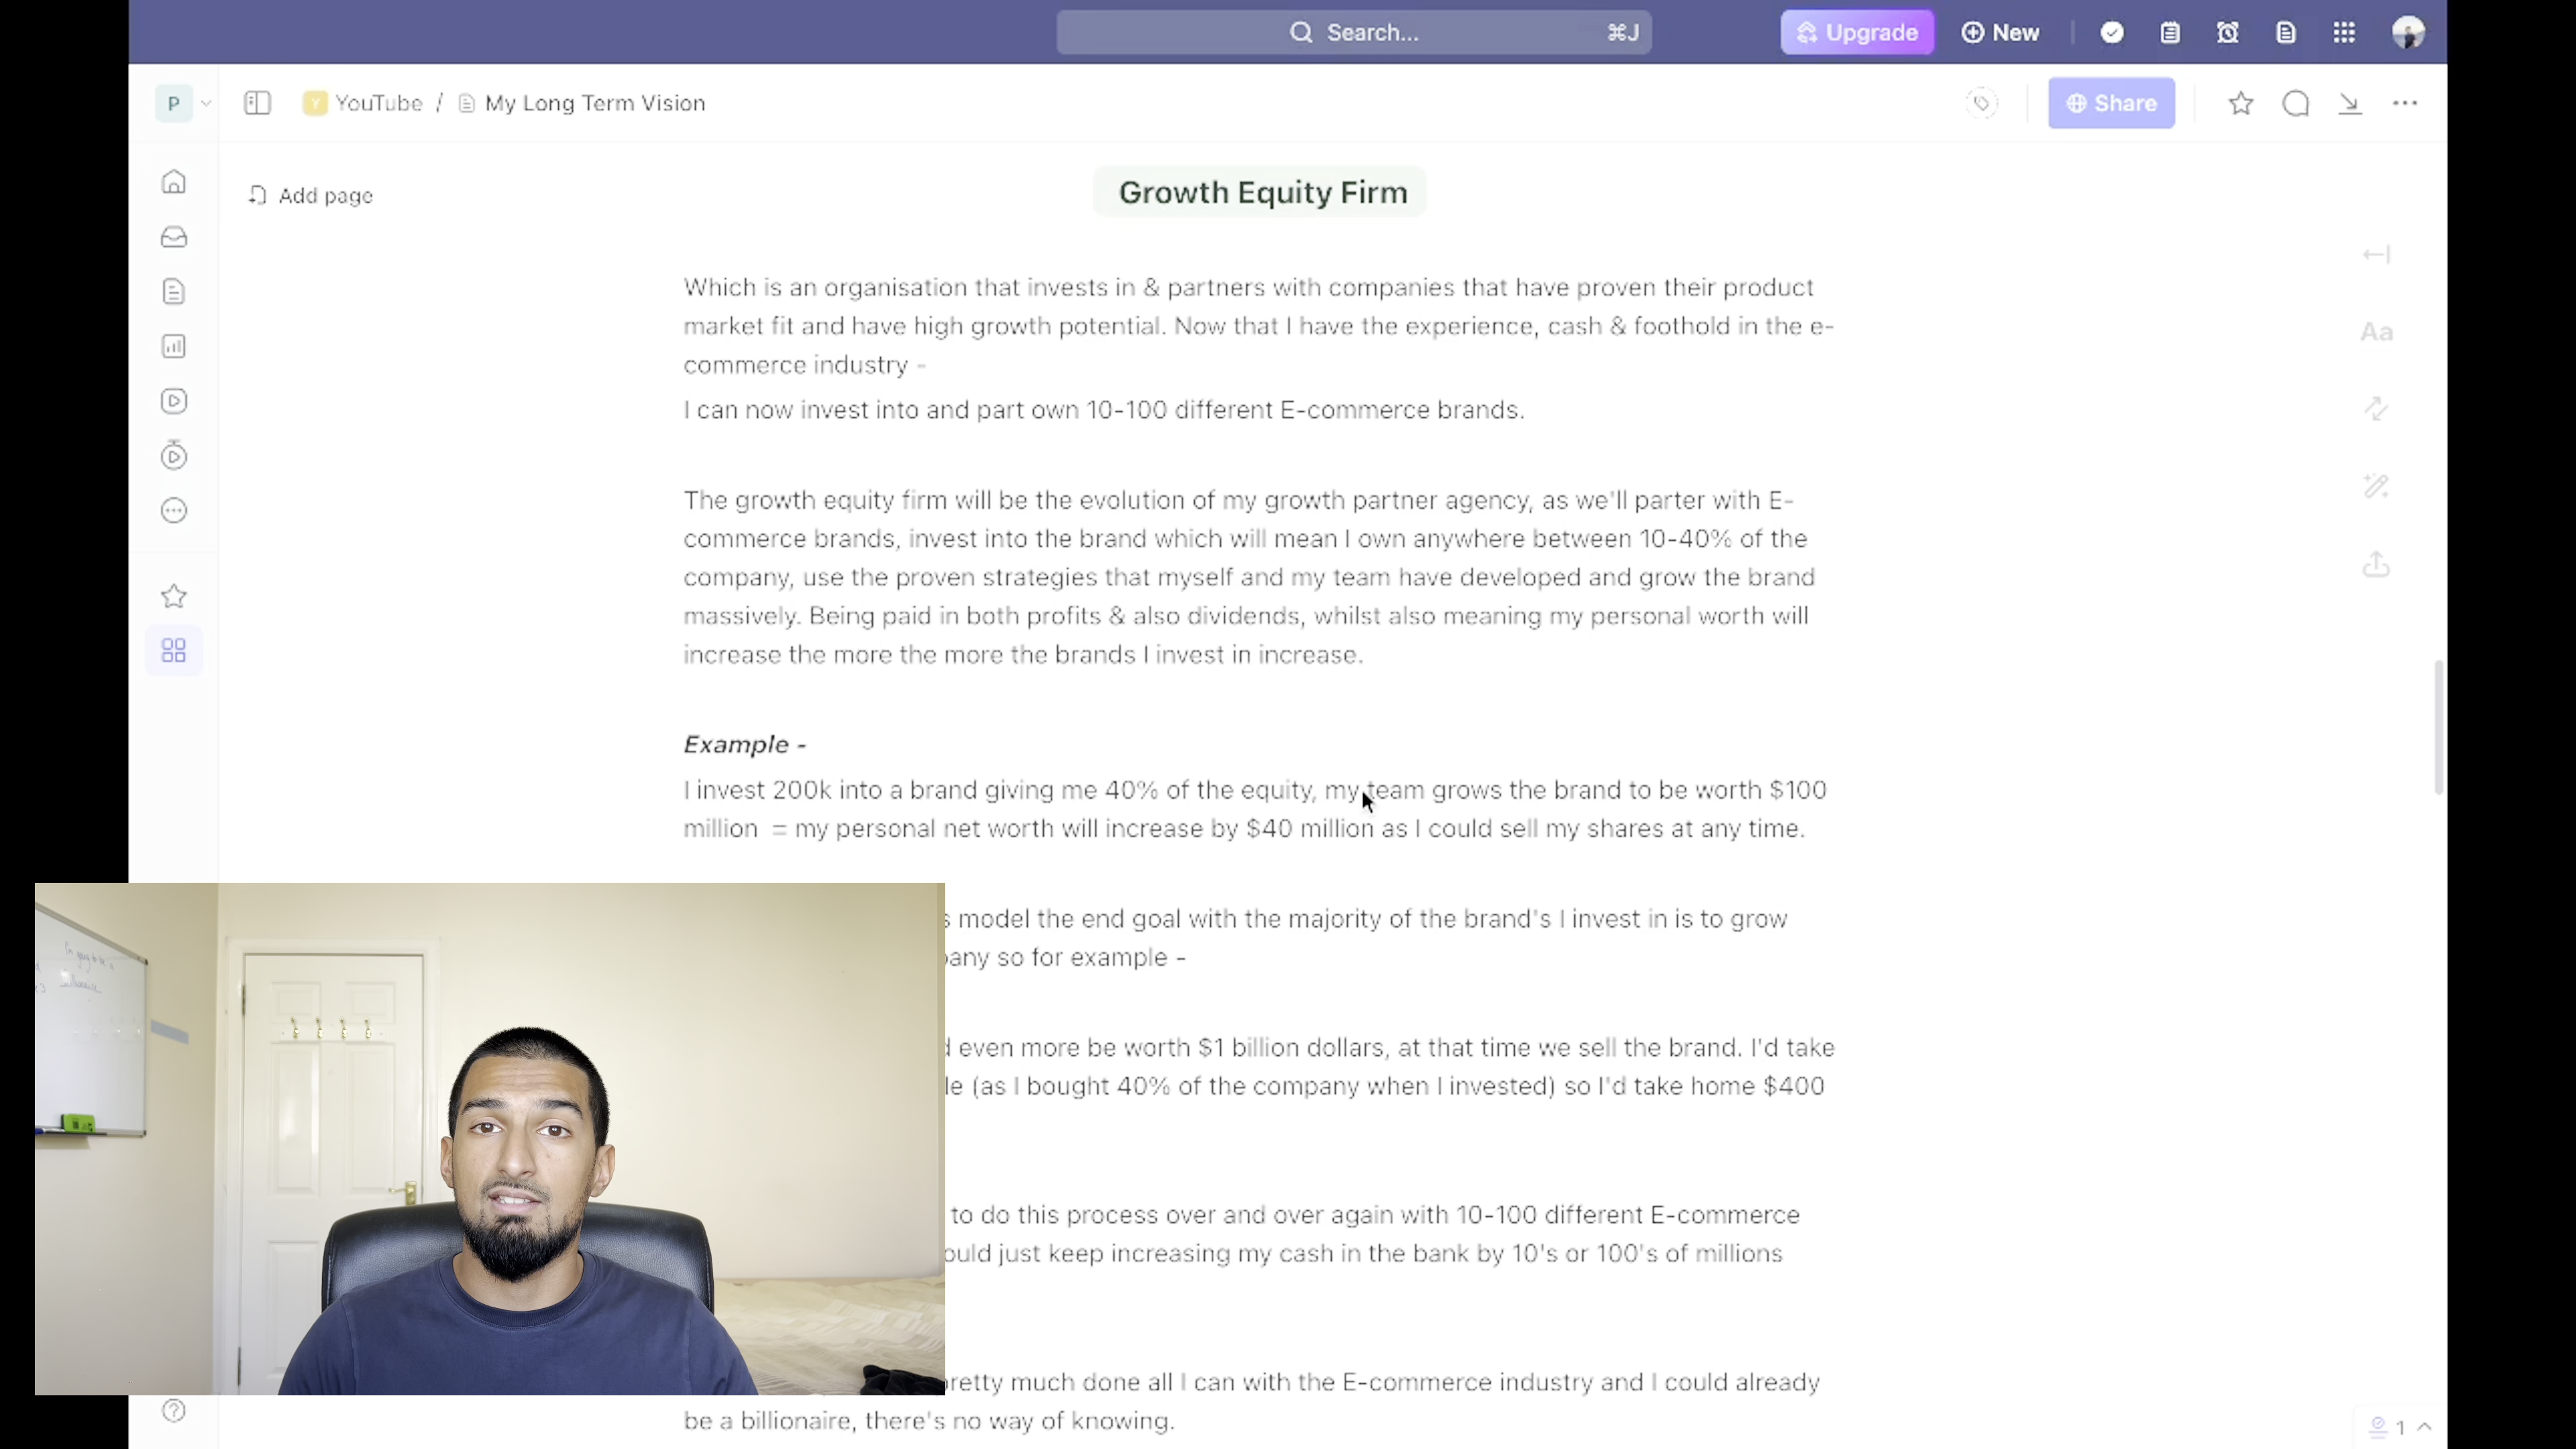 Search...
⌘J
Upgrade
New
P
Y YouTube / My Long Term Vision
Share
Add page
Growth Equity Firm
Aa
Which is an organisation that invests in & partners with companies that have proven their product
market fit and have high growth potential. Now that I have the experience, cash & foothold in the e-
commerce industry -
I can now invest into and part own 10-100 different E-commerce brands.
The growth equity firm will be the evolution of my growth partner agency, as we'll parter with E-
commerce brands, invest into the brand which will mean I own anywhere between 10-40% of the
company, use the proven strategies that myself and my team have developed and grow the brand
massively. Being paid in both profits & also dividends, whilst also meaning my personal worth will
increase the more the more the brands I invest in increase.
Example -
I invest 200k into a brand giving me 40% of the equity, my team grows the brand to be worth $100
million = my personal net worth will increase by $40 million as I could sell my shares at any time.
model the end goal with the majority of the brand's I invest in is to grow
so for example -
even more be worth $1 billion dollars, at that time we sell the brand. I'd take
(as I bought 40% of the company when I invested) so I'd take home $400
to do this process over and over again with 10-100 different E-commerce
just keep increasing my cash in the bank by 10's or 100's of millions
much done all I can with the E-commerce industry and I could already
be a billionaire, there's no way of knowing.
1